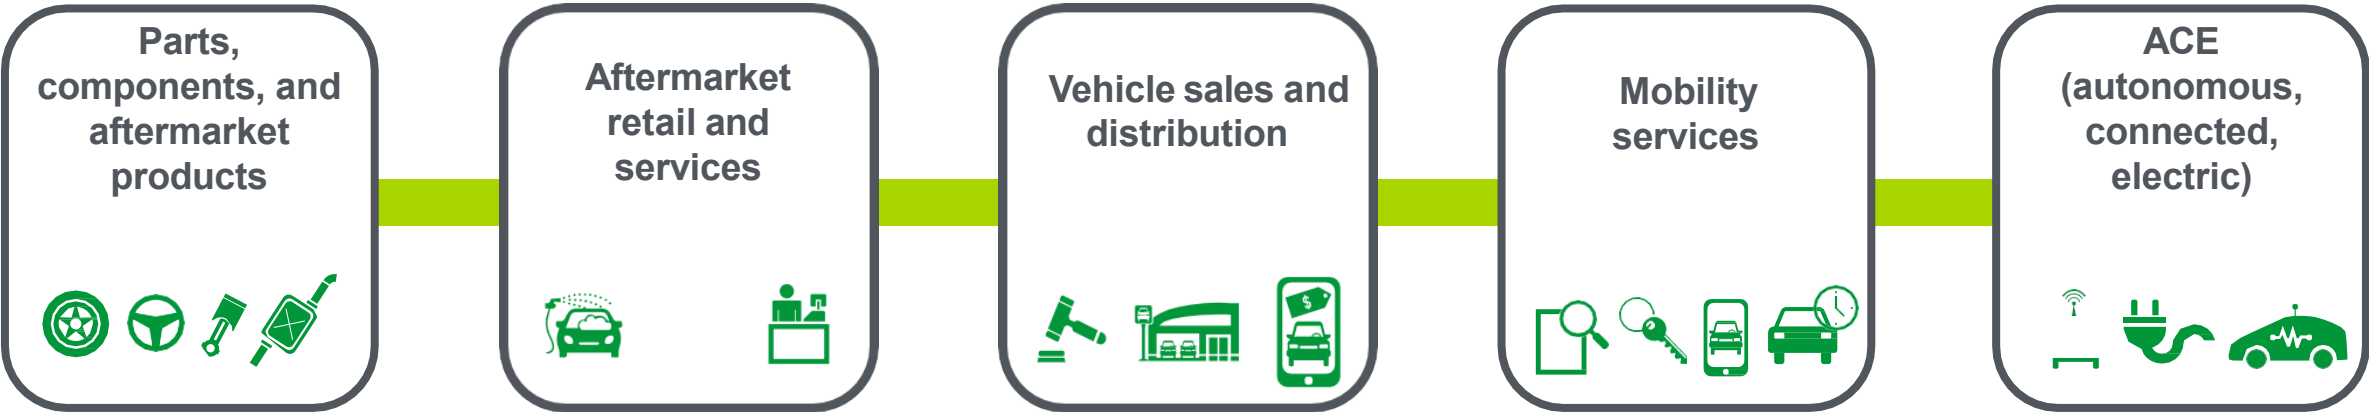 Parts,
components, and
aftermarket
products
Aftermarket
retail and
services
Vehicle sales and
distribution
$
Mobility
services
ACE
(autonomous,
connected,
electric)